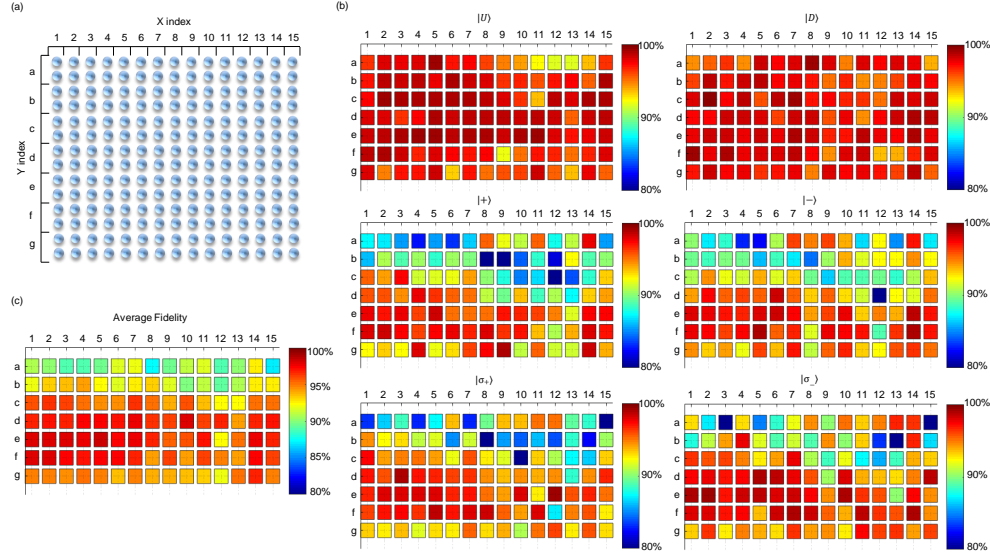 (a)
X index
1 2 3 4 5 6 7 8 9 10 11 12 13 14 15
a
b
c
d
e
f
g
Y index
(b)
|U⟩
1 2 3 4 5 6 7 8 9 10 11 12 13 14 15
a
b
c
d
e
f
g
100%
90%
80%
|D⟩
1 2 3 4 5 6 7 8 9 10 11 12 13 14 15
a
b
c
d
e
f
g
100%
90%
80%
|+⟩
1 2 3 4 5 6 7 8 9 10 11 12 13 14 15
a
b
c
d
e
f
g
100%
90%
80%
|−⟩
1 2 3 4 5 6 7 8 9 10 11 12 13 14 15
a
b
c
d
e
f
g
100%
90%
80%
(c)
Average Fidelity
1 2 3 4 5 6 7 8 9 10 11 12 13 14 15
a
b
c
d
e
f
g
100%
95%
90%
85%
80%
|σ₊⟩
1 2 3 4 5 6 7 8 9 10 11 12 13 14 15
a
b
c
d
e
f
g
100%
90%
80%
|σ₋⟩
1 2 3 4 5 6 7 8 9 10 11 12 13 14 15
a
b
c
d
e
f
g
100%
90%
80%